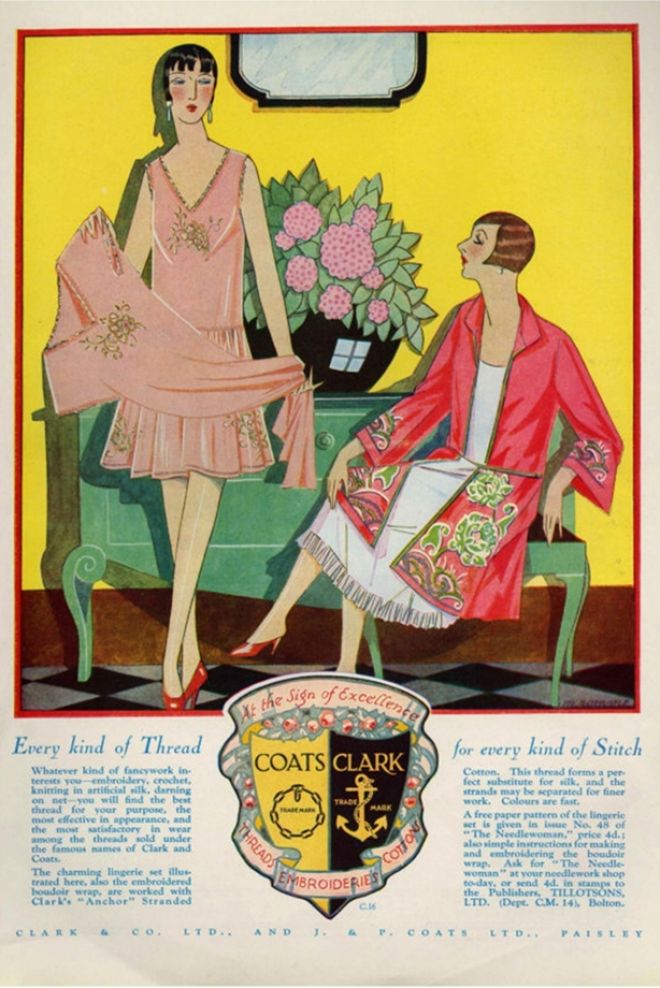 At the Sign of Excellence
Every kind of Thread
for every kind of Stitch
COATS CLARK
TRADE MARK
TRADE MARK
THREADS EMBROIDERIES COTTONS
C.16
Whatever kind of fancywork in-
terests you—embroidery, crochet,
knitting in artificial silk, darning
on net—you will find the best
thread for your purpose, the
most effective in appearance, and
the most satisfactory in wear
among the threads sold under
the famous names of Clark and
Coats.
The charming lingerie set illus-
trated here, also the embroidered
boudoir wrap, are worked with
Clark's "Anchor" Stranded
Cotton. This thread forms a per-
fect substitute for silk, and the
strands may be separated for finer
work. Colours are fast.
A free paper pattern of the lingerie
set is given in issue No. 48 of
"The Needlewoman," price 4d.;
also simple instructions for making
and embroidering the boudoir
wrap. Ask for "The Needle-
woman" at your needlework shop
to-day, or send 4d. in stamps to
the Publishers, TILLOTSONS,
LTD. (Dept. C.M. 14), Bolton.
CLARK & CO. LTD., AND J. & P. COATS LTD., PAISLEY